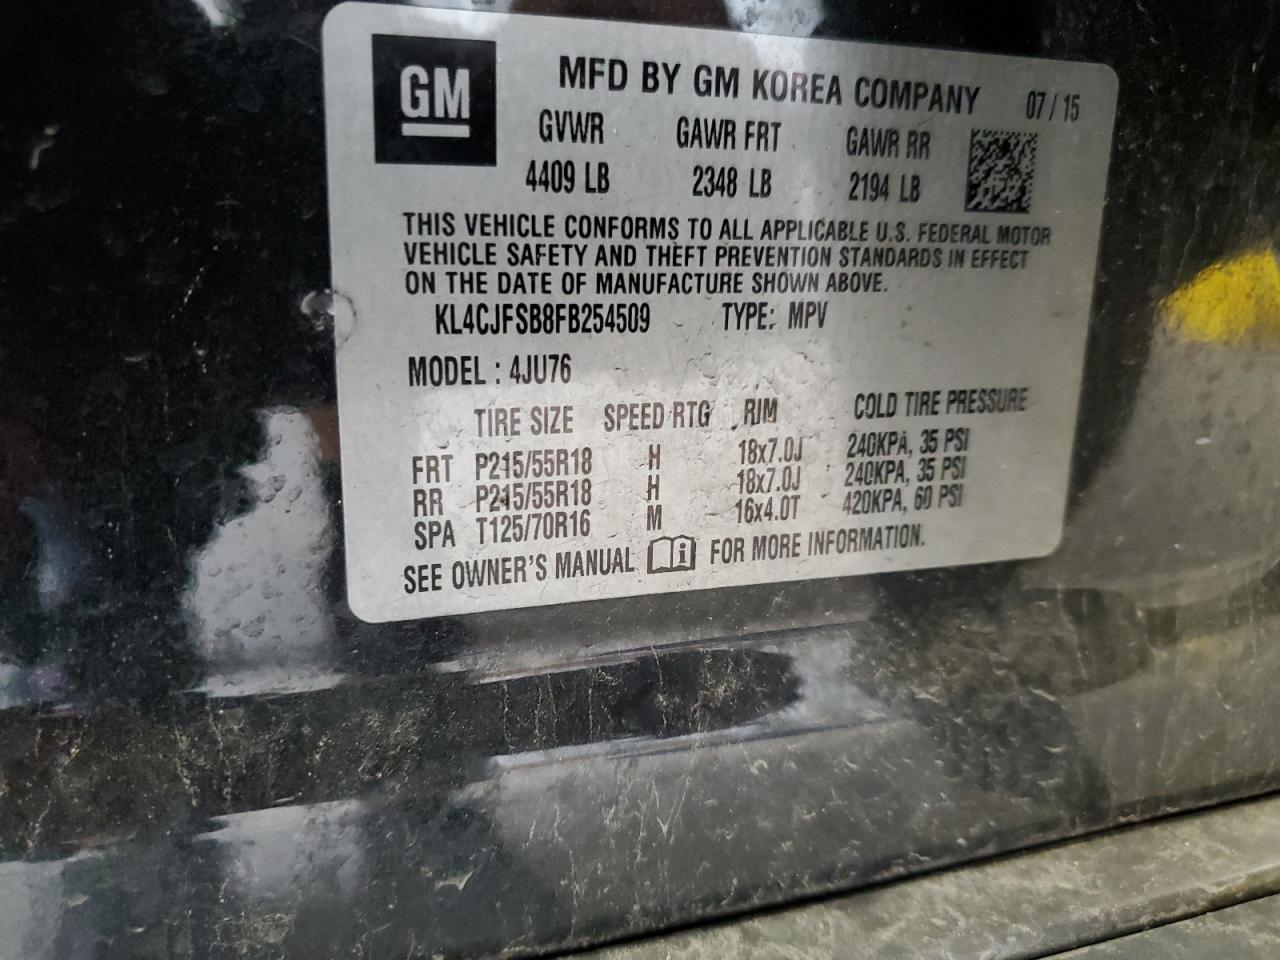 GM
MFD BY GM KOREA COMPANY 07 / 15
GVWR GAWR FRT GAWR RR
4409 LB 2348 LB 2194 LB
THIS VEHICLE CONFORMS TO ALL APPLICABLE U.S. FEDERAL MOTOR
VEHICLE SAFETY AND THEFT PREVENTION STANDARDS IN EFFECT
ON THE DATE OF MANUFACTURE SHOWN ABOVE.
KL4CJFSB8FB254509 TYPE: MPV
MODEL : 4JU76
TIRE SIZE SPEED RTG RIM COLD TIRE PRESSURE
FRT P215/55R18 H 18x7.0J 240KPA, 35 PSI
RR P215/55R18 H 18x7.0J 240KPA, 35 PSI
SPA T125/70R16 M 16x4.0T 420KPA, 60 PSI
SEE OWNER'S MANUAL i FOR MORE INFORMATION.